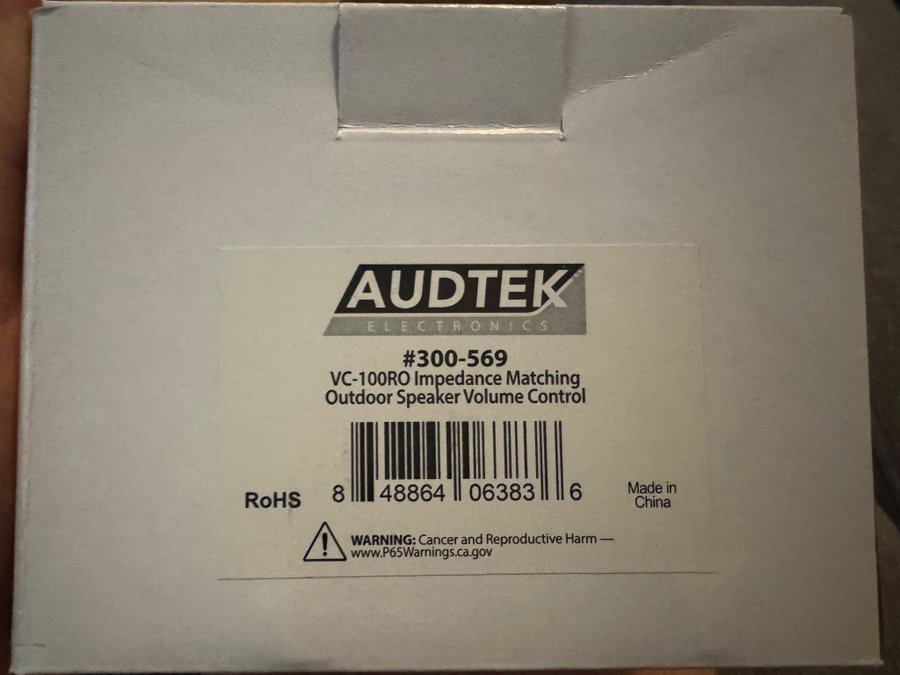 AUDTEK
ELECTRONICS
#300-569
VC-100RO Impedance Matching
Outdoor Speaker Volume Control
8 48864 06383 6
RoHS
Made in
China
WARNING: Cancer and Reproductive Harm —
www.P65Warnings.ca.gov